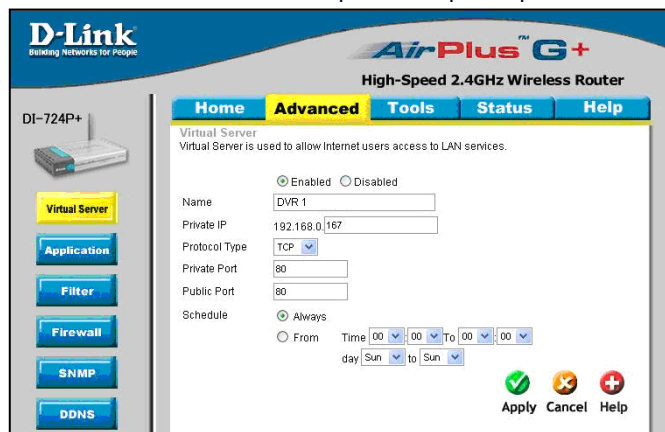 D-Link
Building Networks for People
AirPlus G+
TM
High-Speed 2.4GHz Wireless Router
DI-724P+
Home Advanced Tools Status Help
Virtual Server
Virtual Server is used to allow Internet users access to LAN services.
Enabled Disabled
Name DVR 1
Private IP 192.168.0. 167
Protocol Type TCP
Private Port 80
Public Port 80
Schedule Always
From Time 00 : 00 To 00 : 00
day Sun to Sun
Apply Cancel Help
Virtual Server
Application
Filter
Firewall
SNMP
DDNS